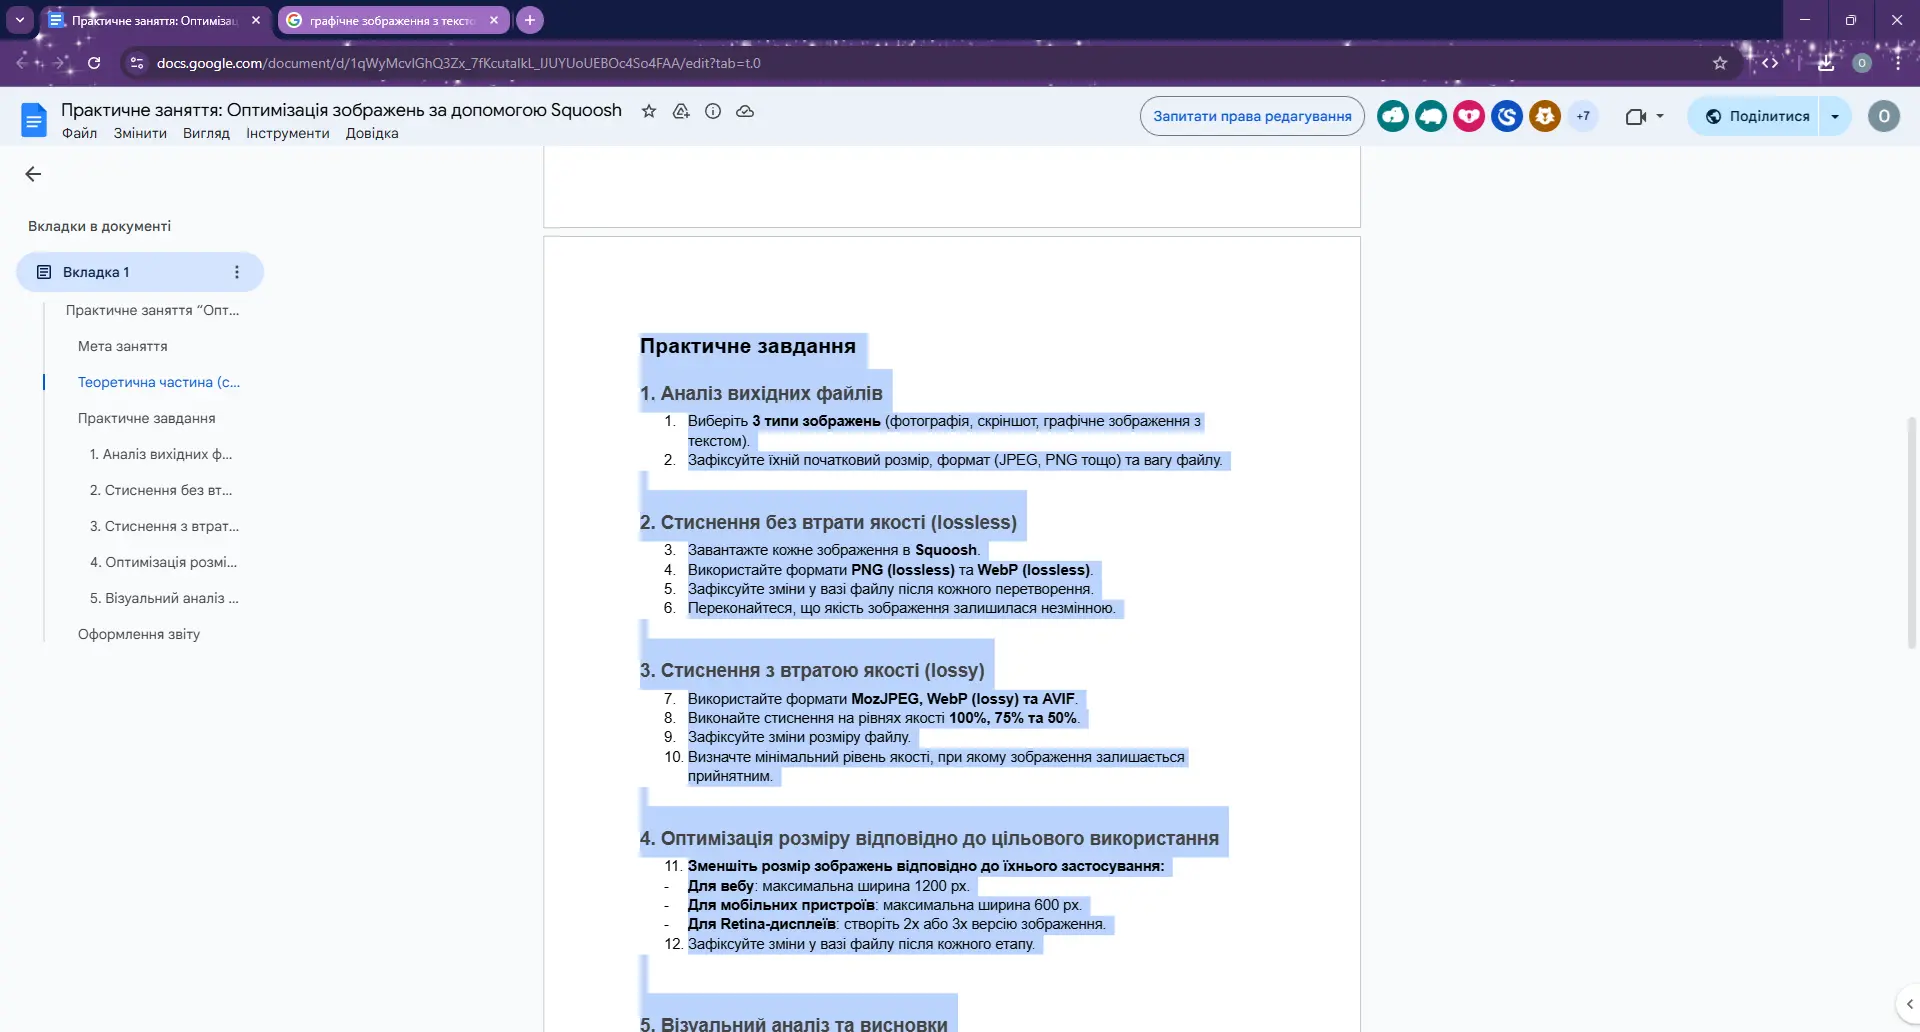 Практичне заняття: Оптимізац
графічне зображення з тексто
docs.google.com/document/d/1qWyMcvlGhQ3Zx_7fKcutalkL_lJUYUoUEBOc4So4FAA/edit?tab=t.0
O
Практичне заняття: Оптимізація зображень за допомогою Squoosh
Файл Змінити Вигляд Інструменти Довідка
Запитати права редагування
+7
Поділитися
O
Вкладки в документі
Вкладка 1
Практичне заняття “Опт...
Мета заняття
Теоретична частина (с...
Практичне завдання
1. Аналіз вихідних ф...
2. Стиснення без вт...
3. Стиснення з втрат...
4. Оптимізація розмі...
5. Візуальний аналіз ...
Оформлення звіту
Практичне завдання
1. Аналіз вихідних файлів
1. Виберіть 3 типи зображень (фотографія, скріншот, графічне зображення з
текстом).
2. Зафіксуйте їхній початковий розмір, формат (JPEG, PNG тощо) та вагу файлу.
2. Стиснення без втрати якості (lossless)
3. Завантажте кожне зображення в Squoosh.
4. Використайте формати PNG (lossless) та WebP (lossless).
5. Зафіксуйте зміни у вазі файлу після кожного перетворення.
6. Переконайтеся, що якість зображення залишилася незмінною.
3. Стиснення з втратою якості (lossy)
7. Використайте формати MozJPEG, WebP (lossy) та AVIF.
8. Виконайте стиснення на рівнях якості 100%, 75% та 50%.
9. Зафіксуйте зміни розміру файлу.
10. Визначте мінімальний рівень якості, при якому зображення залишається
прийнятним.
4. Оптимізація розміру відповідно до цільового використання
11. Зменшіть розмір зображень відповідно до їхнього застосування:
- Для вебу: максимальна ширина 1200 px.
- Для мобільних пристроїв: максимальна ширина 600 px.
- Для Retina-дисплеїв: створіть 2x або 3x версію зображення.
12. Зафіксуйте зміни у вазі файлу після кожного етапу.
5. Візуальний аналіз та висновки